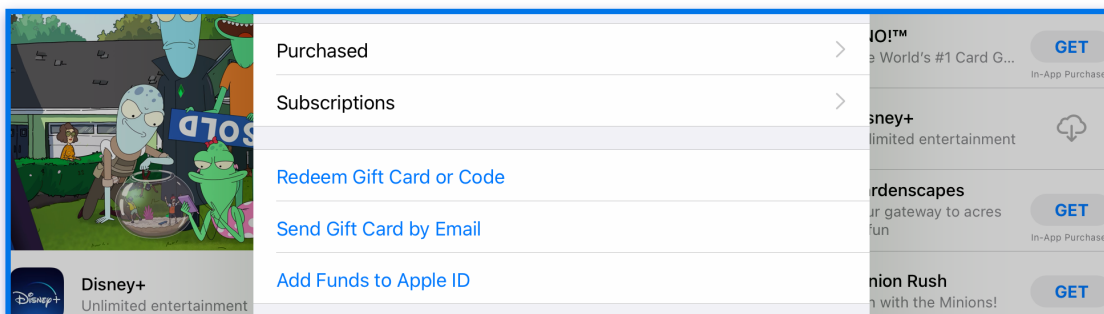 SOLD
Disney+
Disney+
Unlimited entertainment
Purchased
Subscriptions
Redeem Gift Card or Code
Send Gift Card by Email
Add Funds to Apple ID
NO!™
e World's #1 Card G...
GET
In-App Purchase
sney+
limited entertainment
rdenscapes
ur gateway to acres
fun
GET
In-App Purchase
nion Rush
n with the Minions!
GET